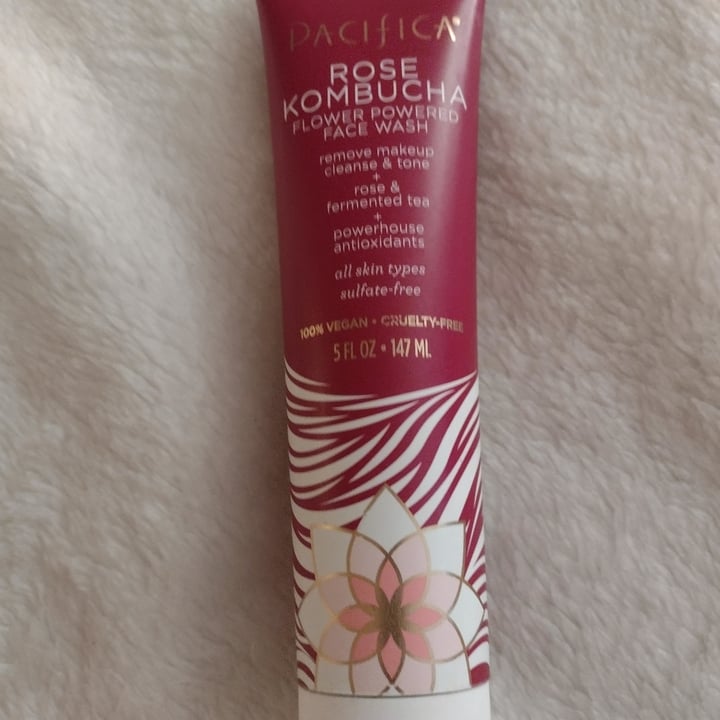 PACIFICA®
ROSE
KOMBUCHA
FLOWER POWERED
FACE WASH
remove makeup
cleanse & tone
+
rose &
fermented tea
+
powerhouse
antioxidants
all skin types
sulfate-free
100% VEGAN • CRUELTY-FREE
5 FL OZ • 147 ML